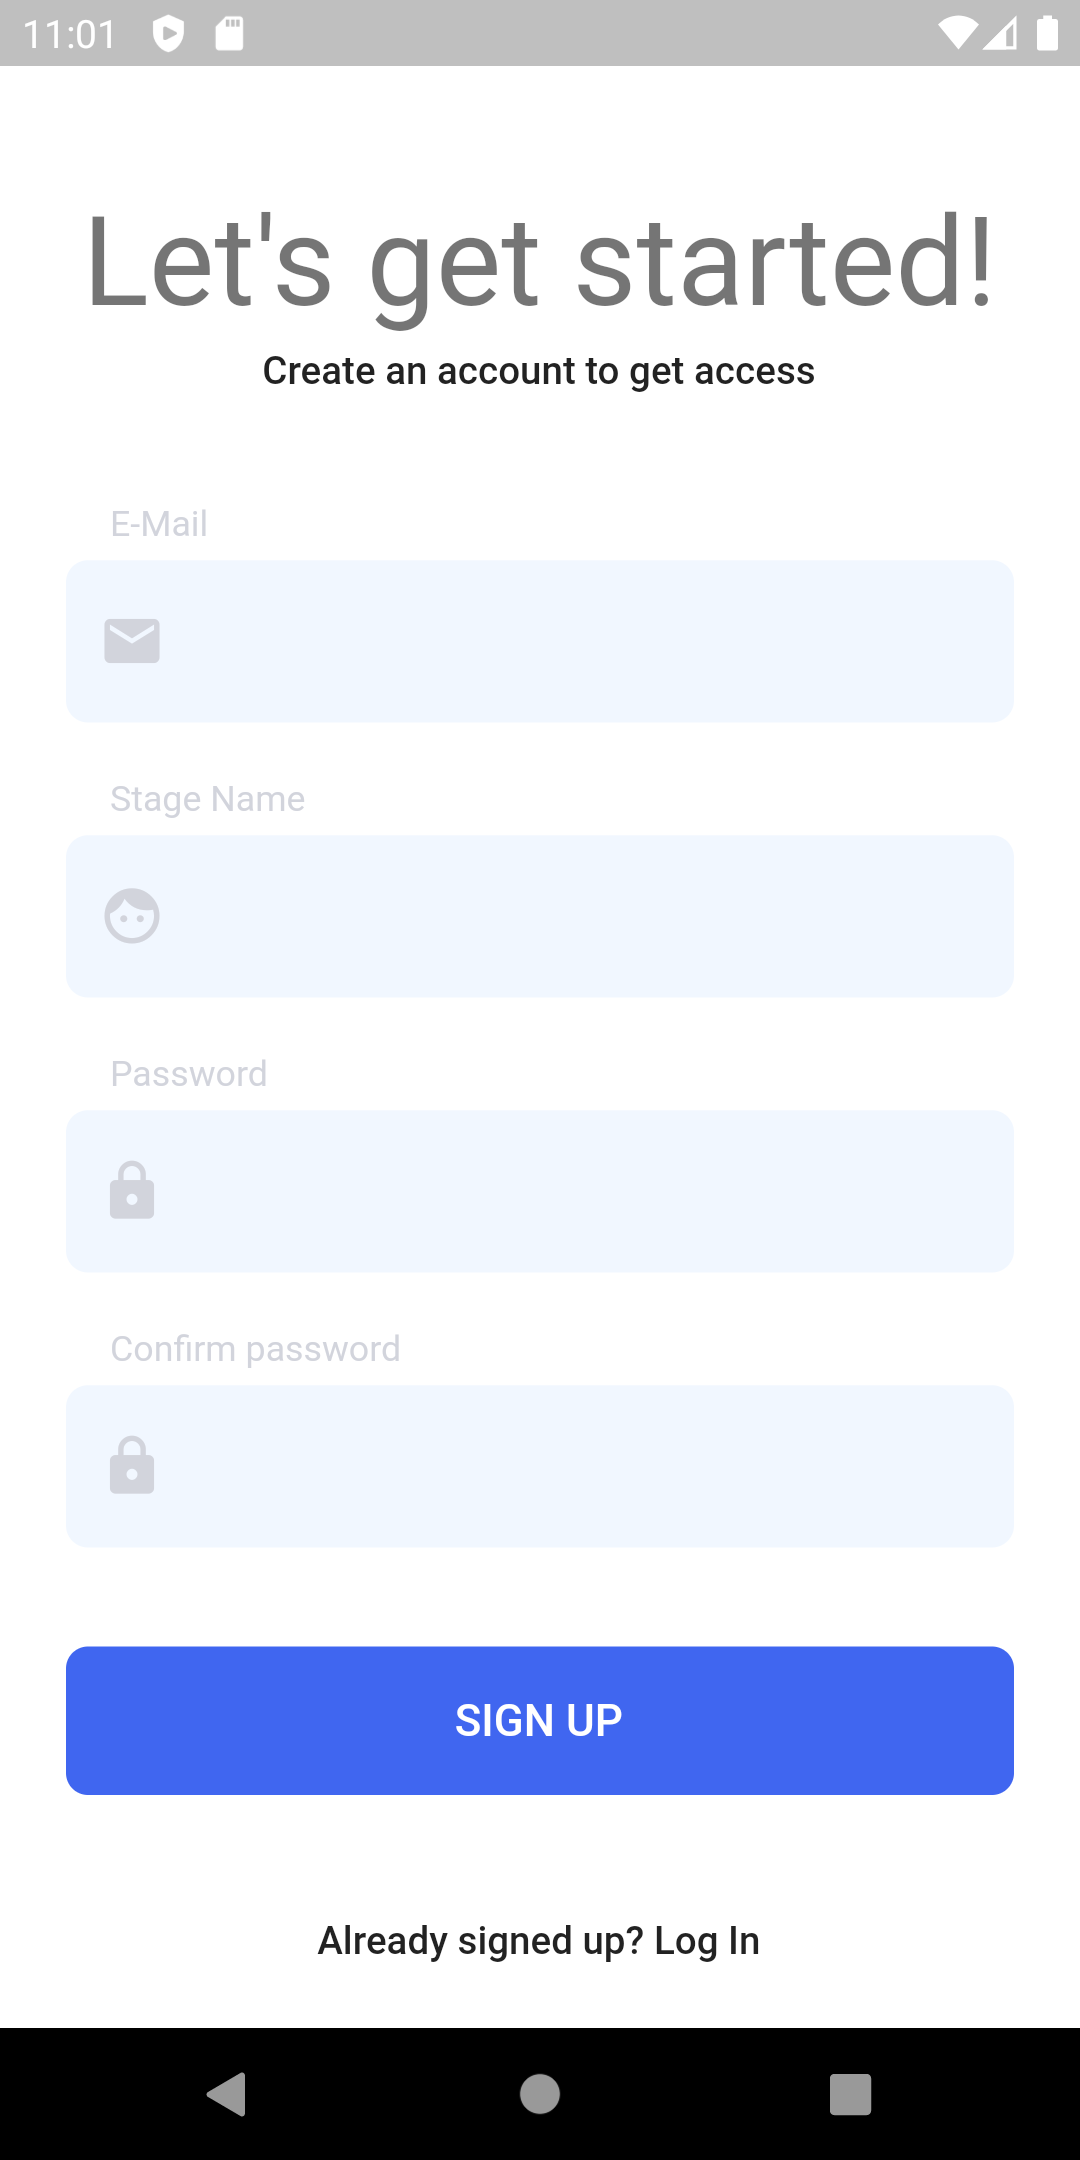 11:01
Let's get started!
Create an account to get access
E-Mail
Stage Name
Password
Confirm password
SIGN UP
Already signed up? Log In